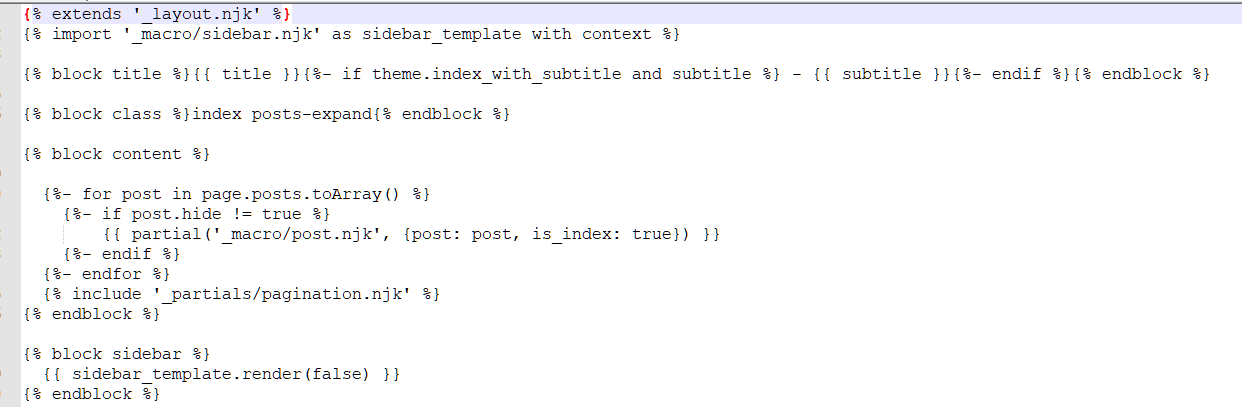 {% extends '_layout.njk' %}
{% import '_macro/sidebar.njk' as sidebar_template with context %}
{% block title %}{{ title }}{%- if theme.index_with_subtitle and subtitle %} - {{ subtitle }}{%- endif %}{% endblock %}
{% block class %}index posts-expand{% endblock %}
{% block content %}
{%- for post in page.posts.toArray() %}
{%- if post.hide != true %}
{{ partial('_macro/post.njk', {post: post, is_index: true}) }}
{%- endif %}
{%- endfor %}
{% include '_partials/pagination.njk' %}
{% endblock %}
{% block sidebar %}
{{ sidebar_template.render(false) }}
{% endblock %}